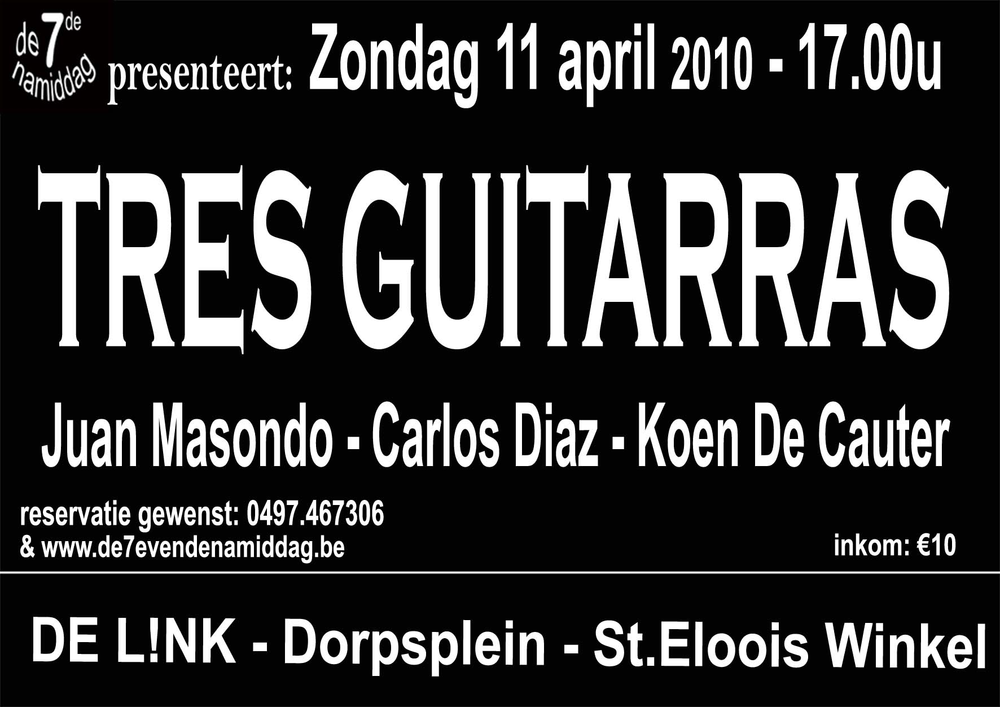 de 7de namiddag
presenteert: Zondag 11 april 2010 - 17.00u
TRES GUITARRAS
Juan Masondo - Carlos Diaz - Koen De Cauter
reservatie gewenst: 0497.467306
& www.de7evendenamiddag.be
inkom: €10
DE L!NK - Dorpsplein - St.Eloois Winkel